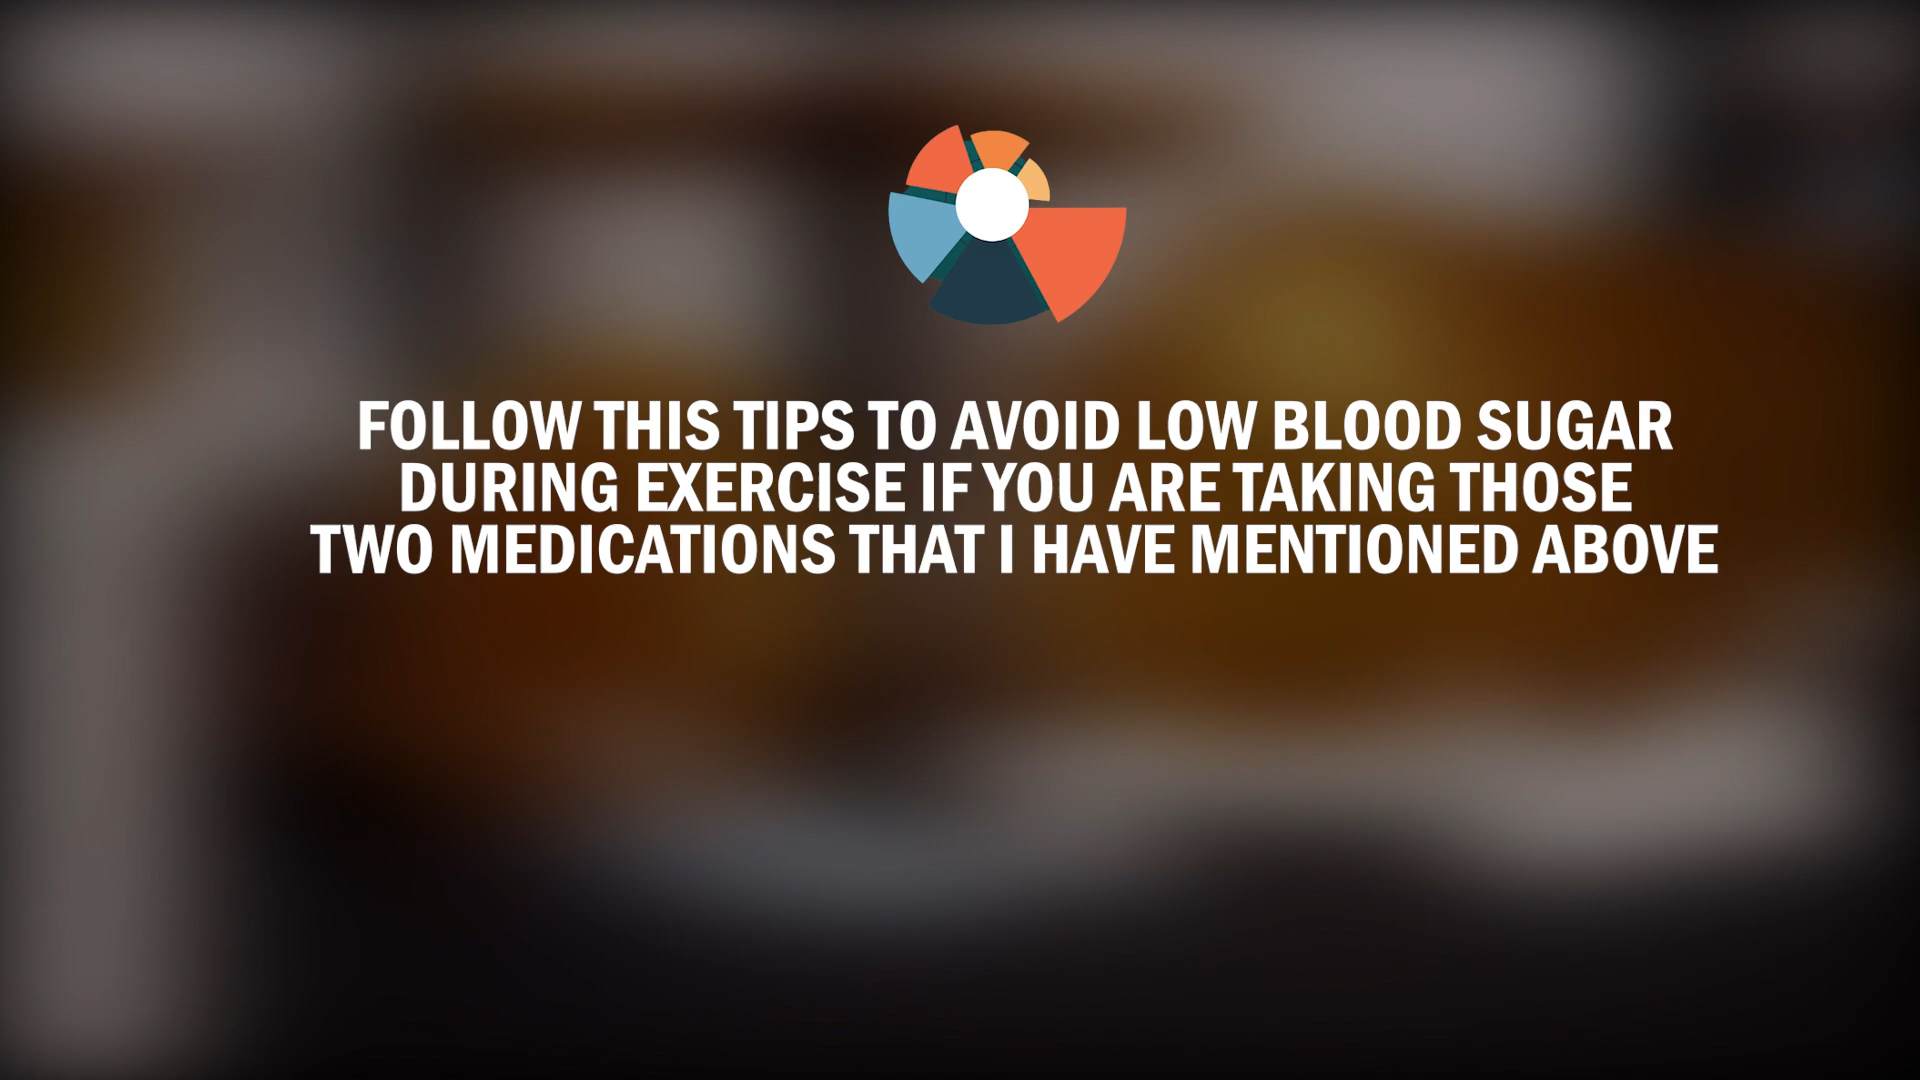 FOLLOW THIS TIPS TO AVOID LOW BLOOD SUGAR
DURING EXERCISE IF YOU ARE TAKING THOSE
TWO MEDICATIONS THAT I HAVE MENTIONED ABOVE